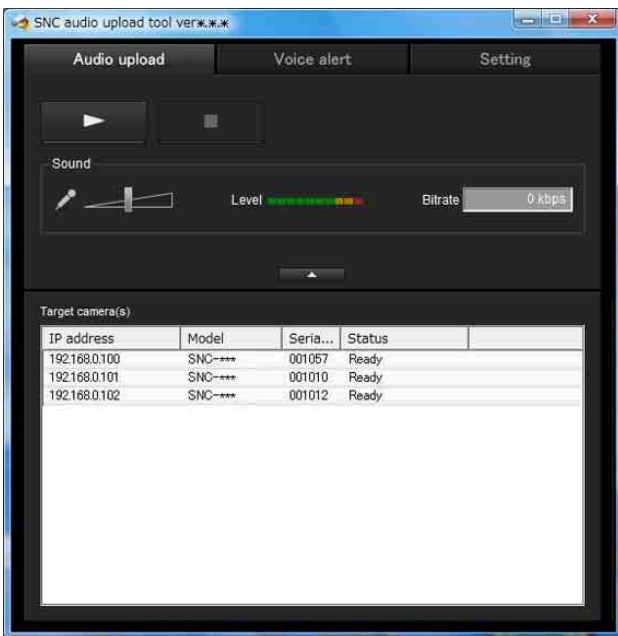 SNC audio upload tool ver*.*.*
Audio upload Voice alert Setting
Sound
Level Bitrate 0 kbps
Target camera(s)
IP address Model Seria... Status
192.168.0.100 SNC-*** 001057 Ready
192.168.0.101 SNC-*** 001010 Ready
192.168.0.102 SNC-*** 001012 Ready